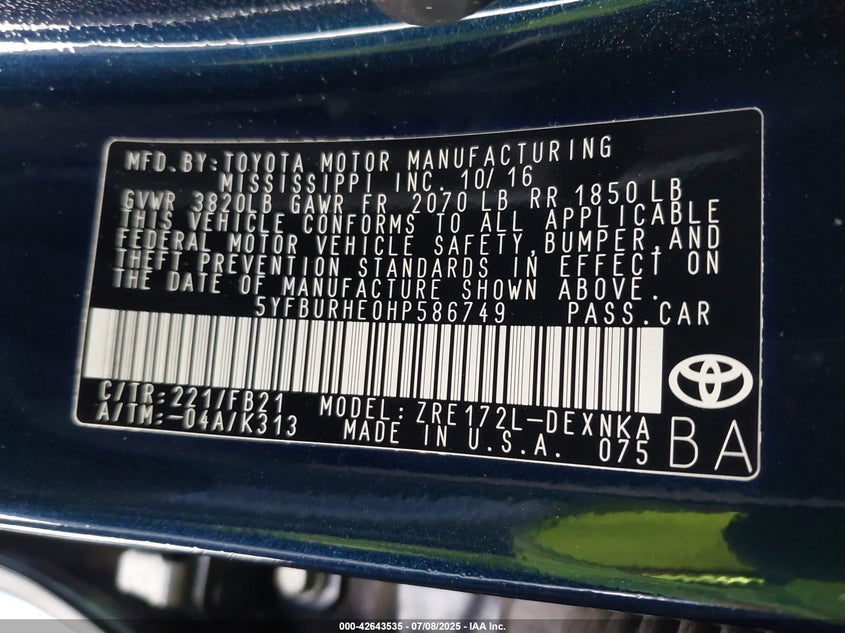 MFD.BY:TOYOTA MOTOR MANUFACTURING
MISSISSIPPI INC. 10/16
GVWR 3820LB GAWR FR 2070 LB RR 1850 LB
THIS VEHICLE CONFORMS TO ALL APPLICABLE
FEDERAL MOTOR VEHICLE SAFETY,BUMPER,AND
THEFT PREVENTION STANDARDS IN EFFECT ON
THE DATE OF MANUFACTURE SHOWN ABOVE.
5YFBURHE0HP586749 PASS.CAR
C/TR:221/FB21 MODEL:ZRE172L-DEXNKA
A/TM:-04A/K313 MADE IN U.S.A. 075 BA
000-42643535 - 07/08/2025 - IAA Inc.